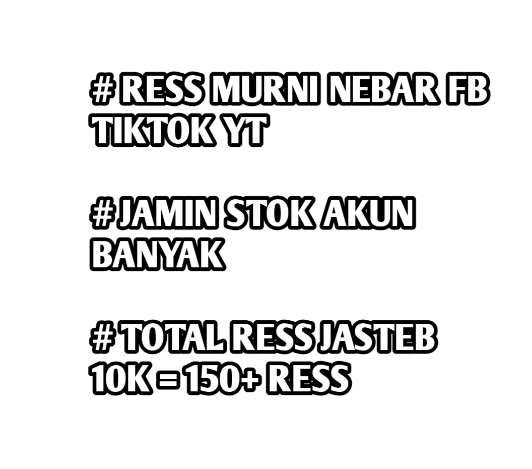 # RESS MURNI NEBAR FB
TIKTOK YT
# JAMIN STOK AKUN
BANYAK
# TOTAL RESS JASTEB
10K = 150+ RESS